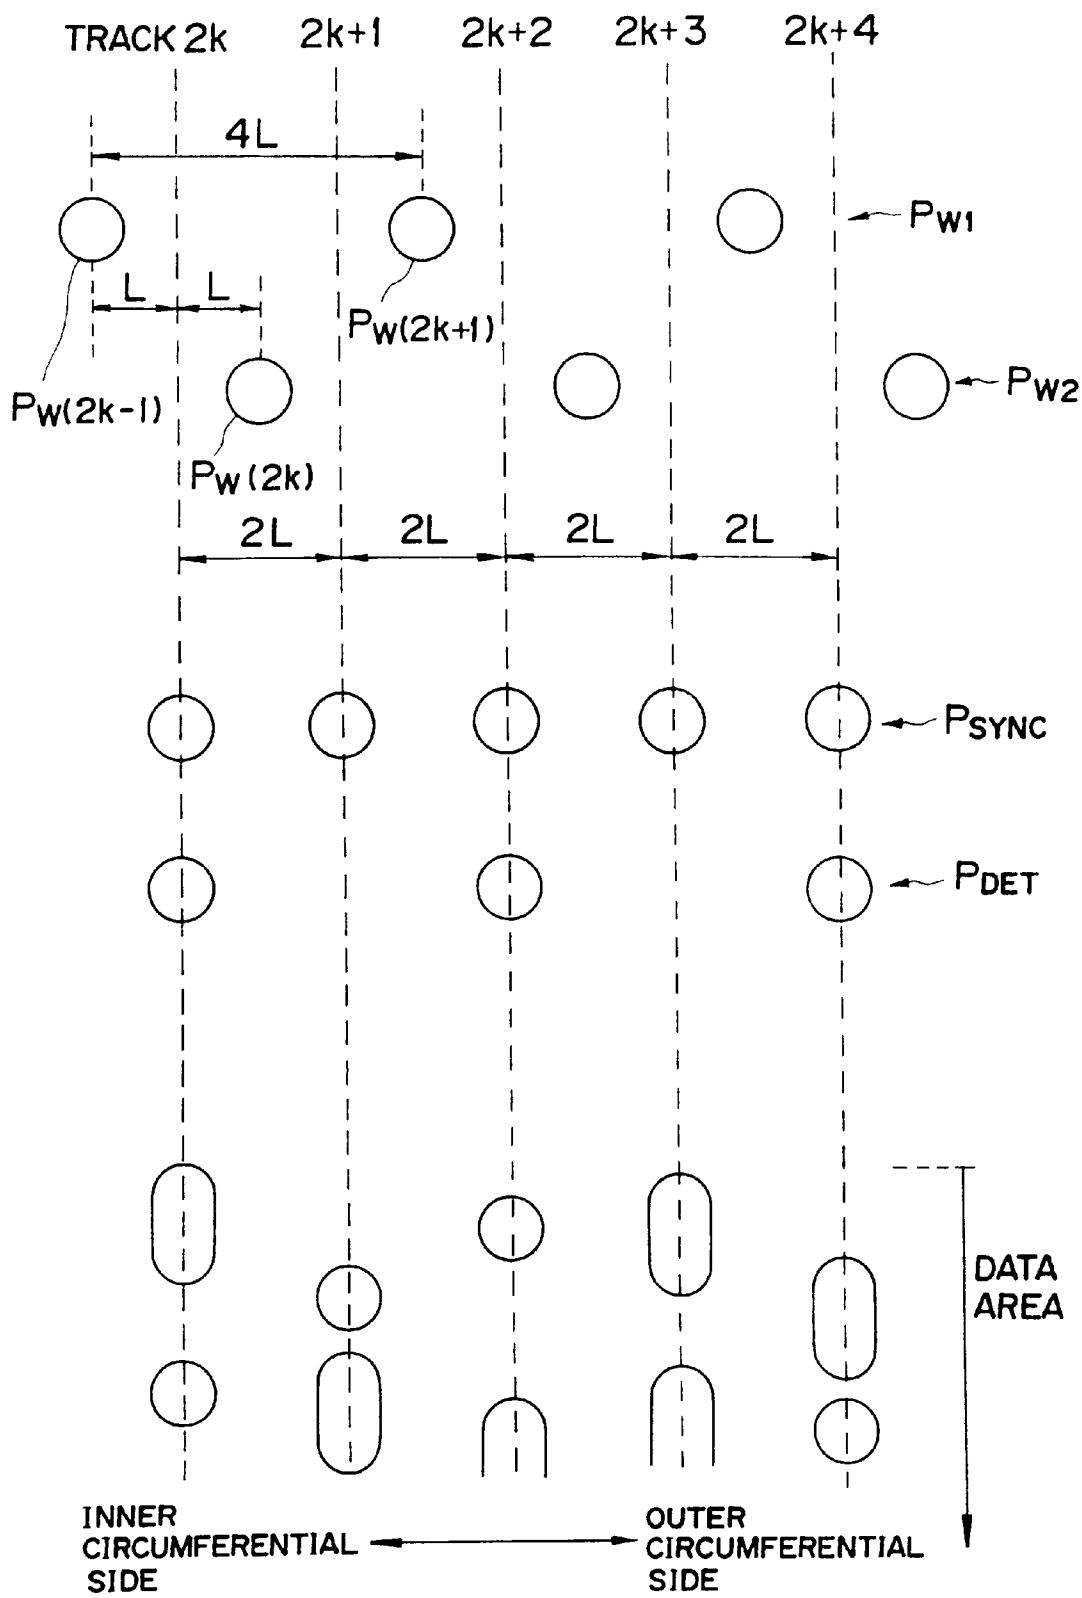 TRACK 2k 2k+1 2k+2 2k+3 2k+4
4L
PW1
L L
PW(2k+1)
PW2
PW(2k-1)
PW(2k)
2L 2L 2L 2L
PSYNC
PDET
DATA
AREA
INNER
CIRCUMFERENTIAL
SIDE
OUTER
CIRCUMFERENTIAL
SIDE